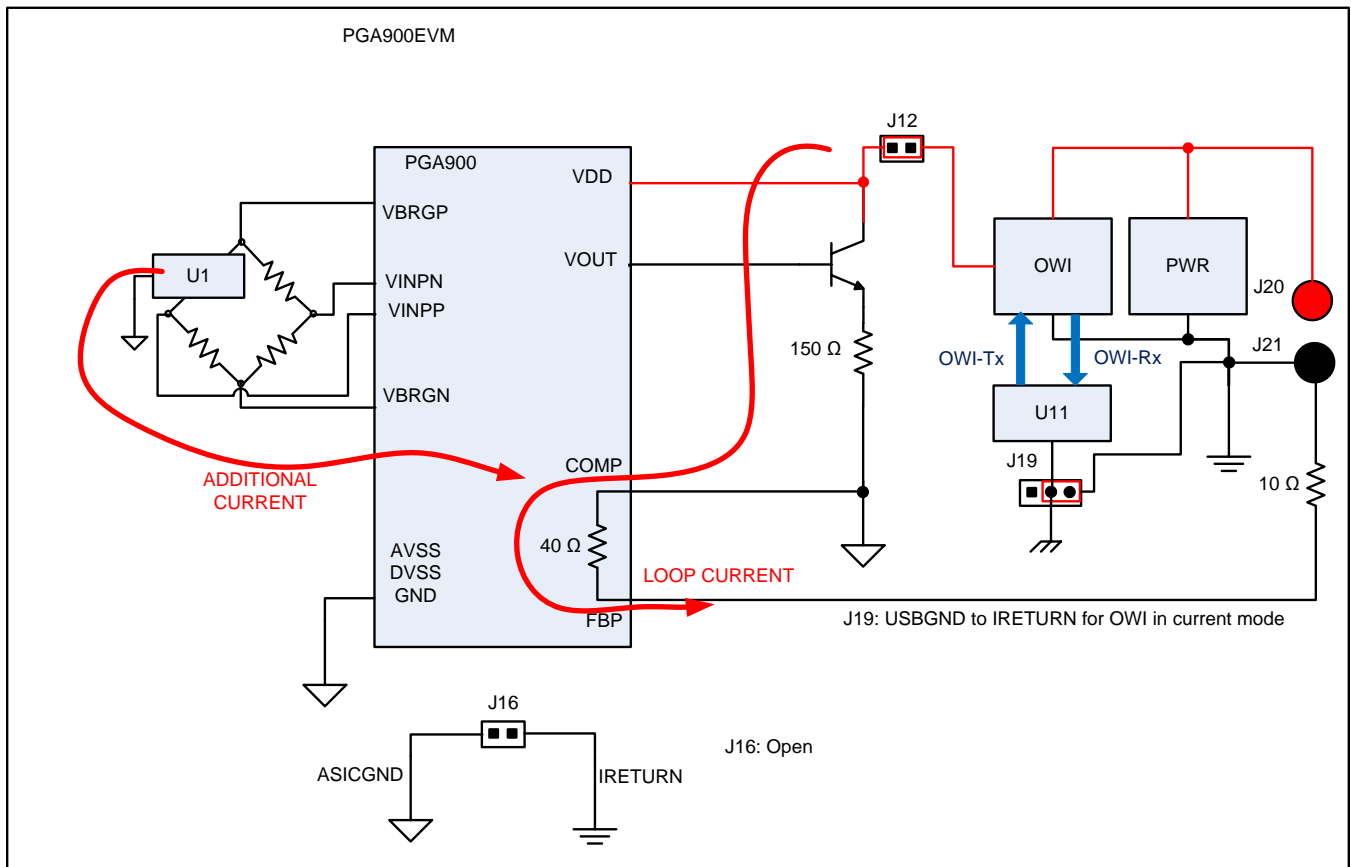 PGA900EVM
J12
PGA900
VDD
VBRGP
VOUT
U1
VINPN
VINPP
OWI
PWR
J20
150 Ω
OWI-Tx
OWI-Rx
J21
VBRGN
U11
COMP
J19
ADDITIONAL
CURRENT
10 Ω
40 Ω
AVSS
DVSS
GND
LOOP CURRENT
FBP
J19: USBGND to IRETURN for OWI in current mode
J16
J16: Open
ASICGND
IRETURN